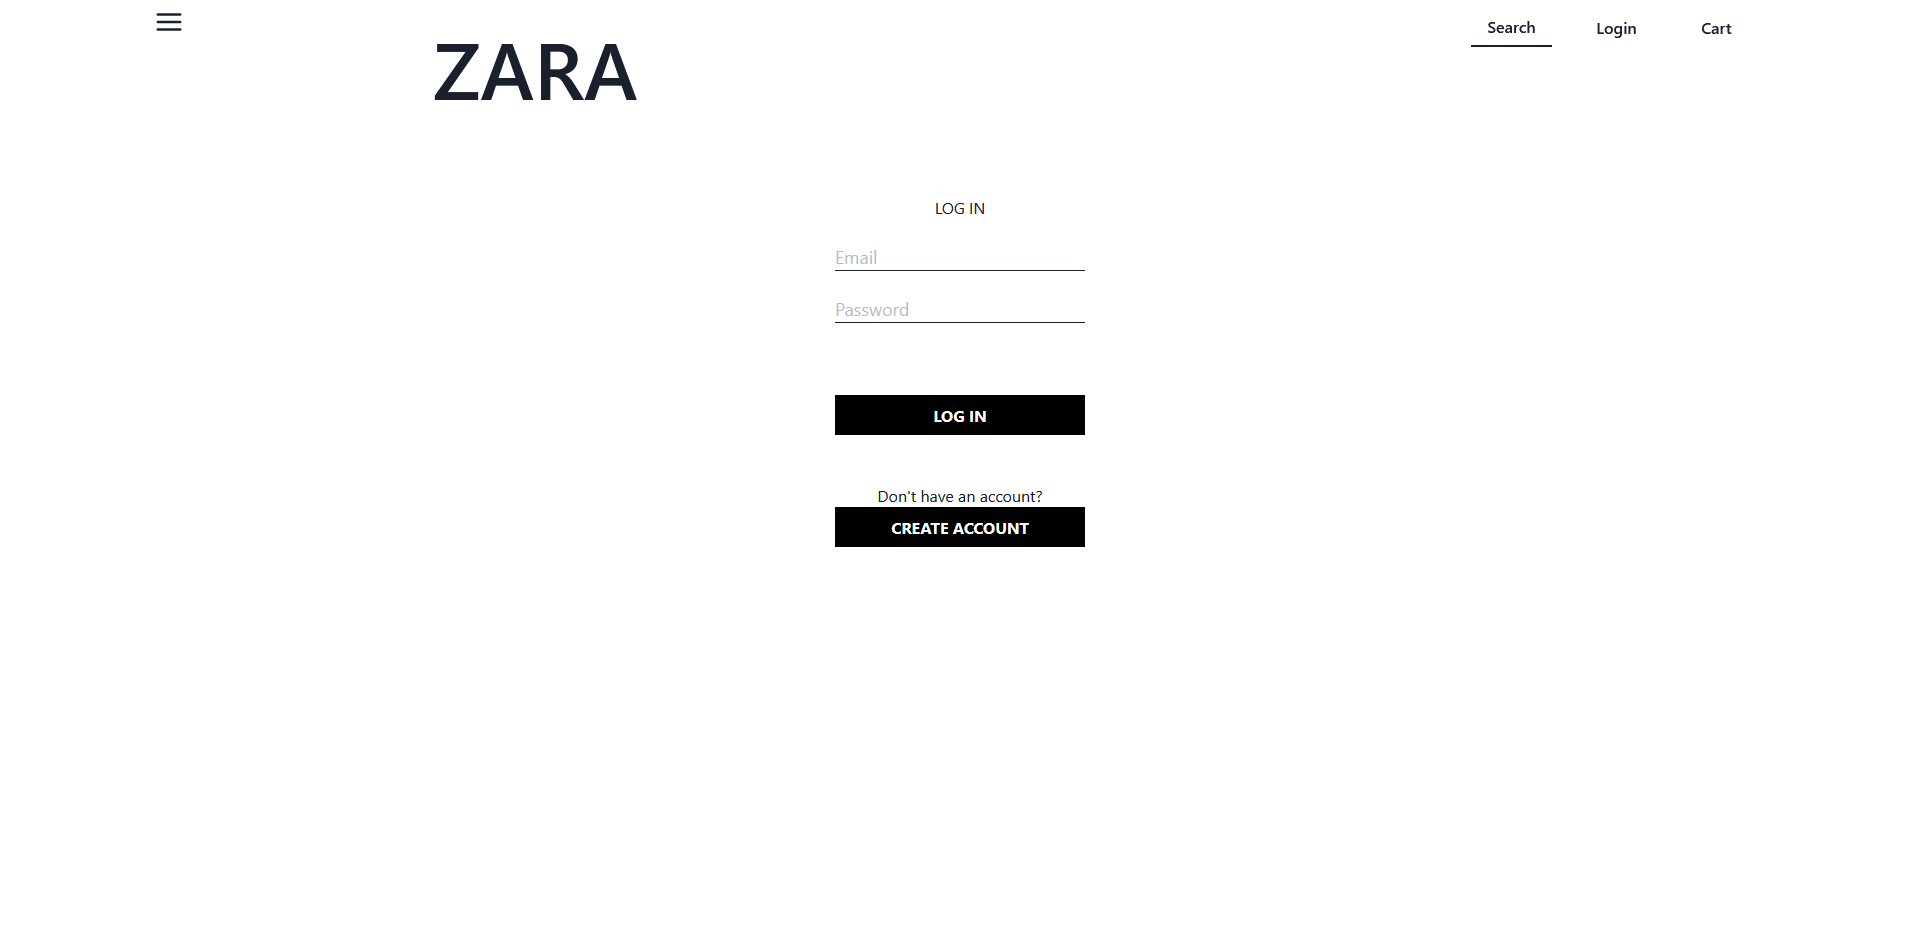 Search Login Cart
ZARA
LOG IN
Email
Password
LOG IN
Don't have an account?
CREATE ACCOUNT